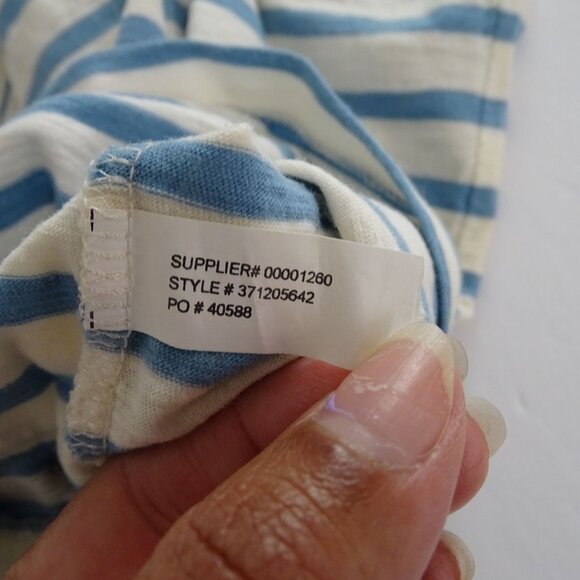 SUPPLIER# 00001260
STYLE # 371205642
PO # 40588